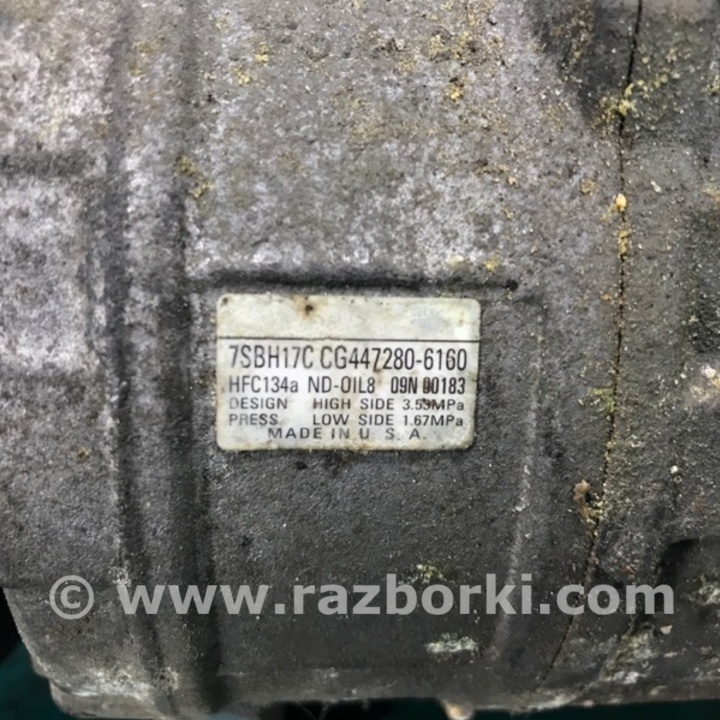 7SBH17C CG447280-6160
HFC134a ND-OIL8 09N 00183
DESIGN HIGH SIDE 3.53MPa
PRESS LOW SIDE 1.67MPa
MADE IN U. S. A.
© www.razborki.com